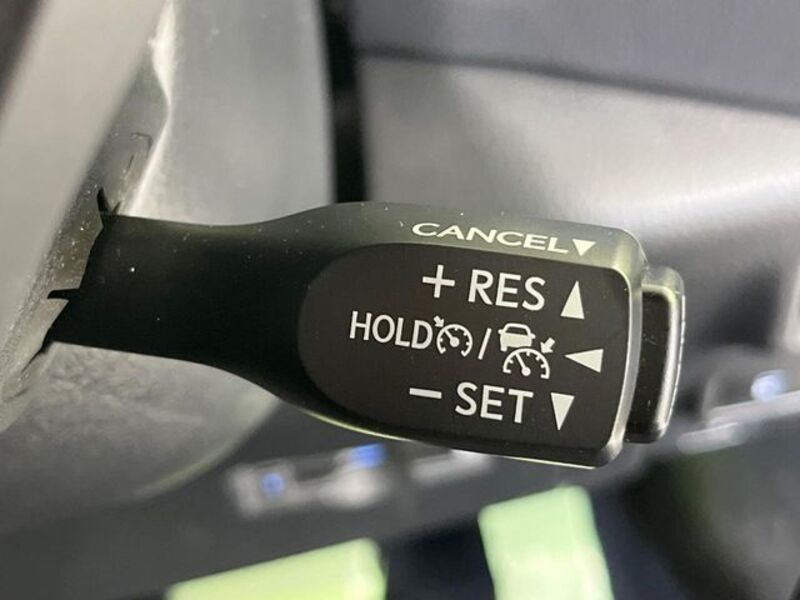 CANCEL▼
+ RES ▲
HOLD / ◀
− SET ▼